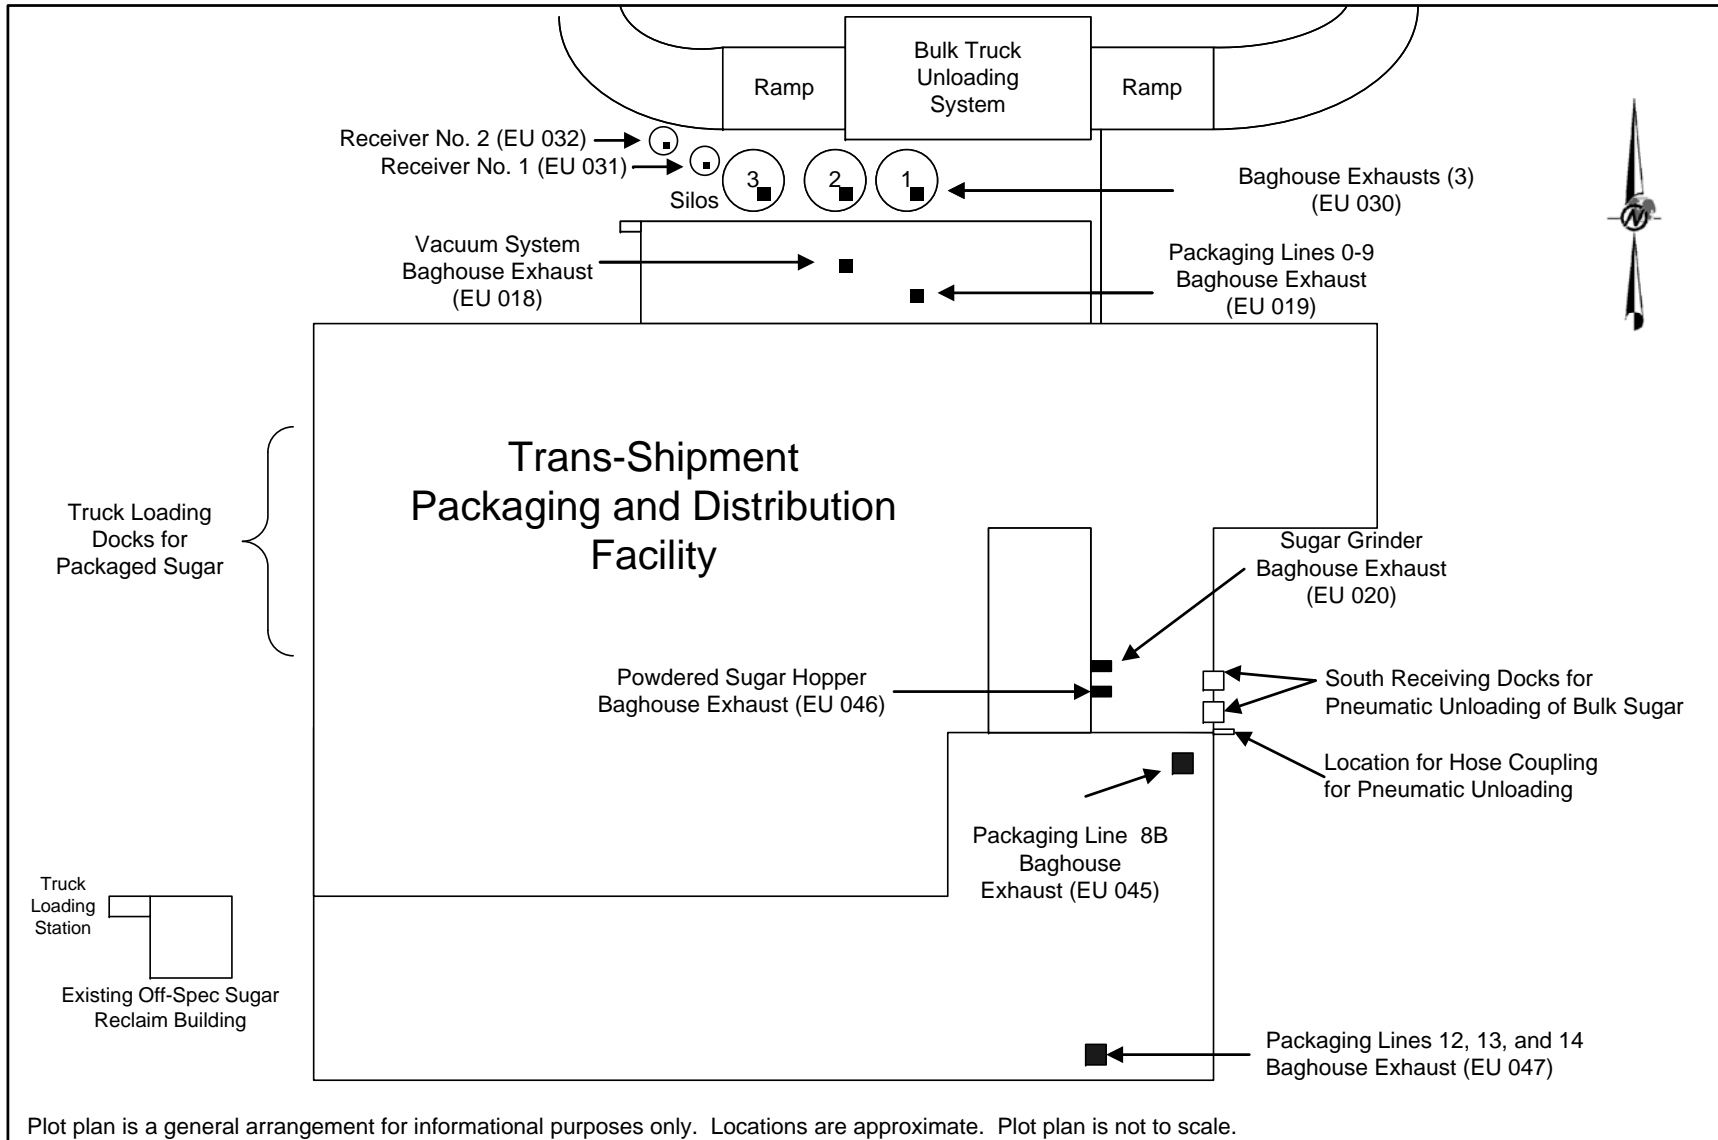 Bulk Truck
Unloading
System
Ramp
Ramp
Receiver No. 2 (EU 032)
Receiver No. 1 (EU 031)
3
2
1
Silos
Baghouse Exhausts (3)
(EU 030)
N
Vacuum System
Baghouse Exhaust
(EU 018)
Packaging Lines 0-9
Baghouse Exhaust
(EU 019)
Trans-Shipment
Packaging and Distribution
Facility
Truck Loading
Docks for
Packaged Sugar
Sugar Grinder
Baghouse Exhaust
(EU 020)
Powdered Sugar Hopper
Baghouse Exhaust (EU 046)
South Receiving Docks for
Pneumatic Unloading of Bulk Sugar
Location for Hose Coupling
for Pneumatic Unloading
Packaging Line  8B
Baghouse
Exhaust (EU 045)
Truck
Loading
Station
Existing Off-Spec Sugar
Reclaim Building
Packaging Lines 12, 13, and 14
Baghouse Exhaust (EU 047)
Plot plan is a general arrangement for informational purposes only.  Locations are approximate.  Plot plan is not to scale.